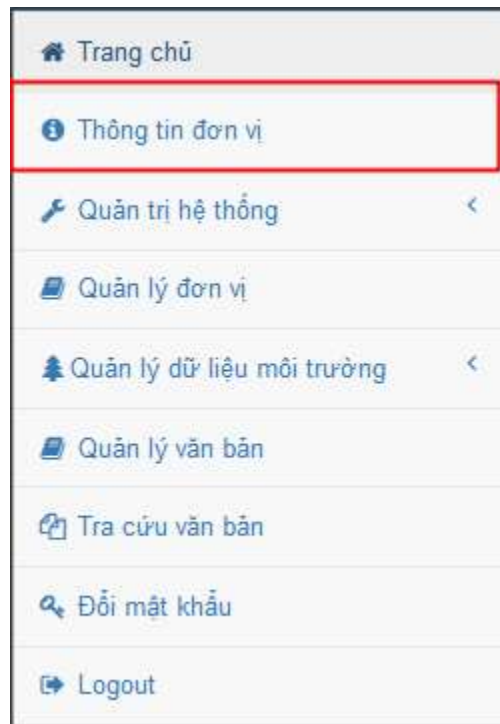 Trang chủ
Thông tin đơn vị
Quản trị hệ thống
Quản lý đơn vị
Quản lý dữ liệu môi trường
Quản lý văn bản
Tra cứu văn bản
Đổi mật khẩu
Logout